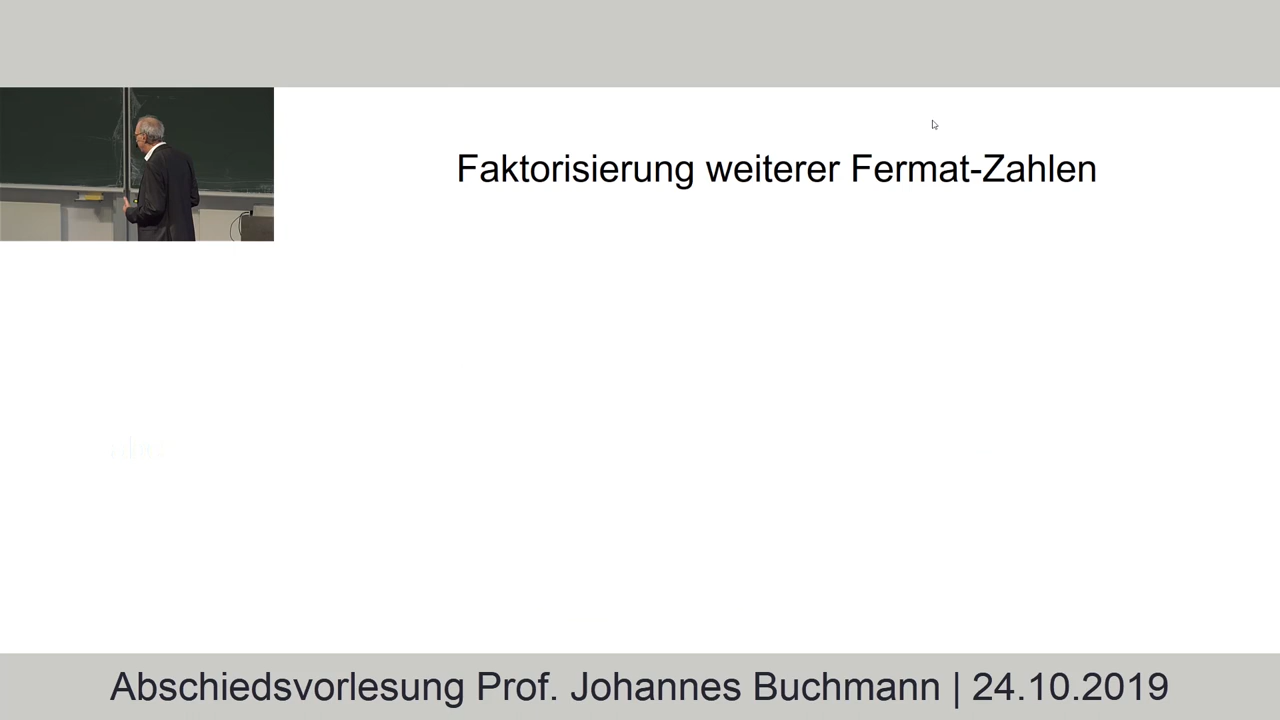 Faktorisierung weiterer Fermat-Zahlen
Abschiedsvorlesung Prof. Johannes Buchmann | 24.10.2019